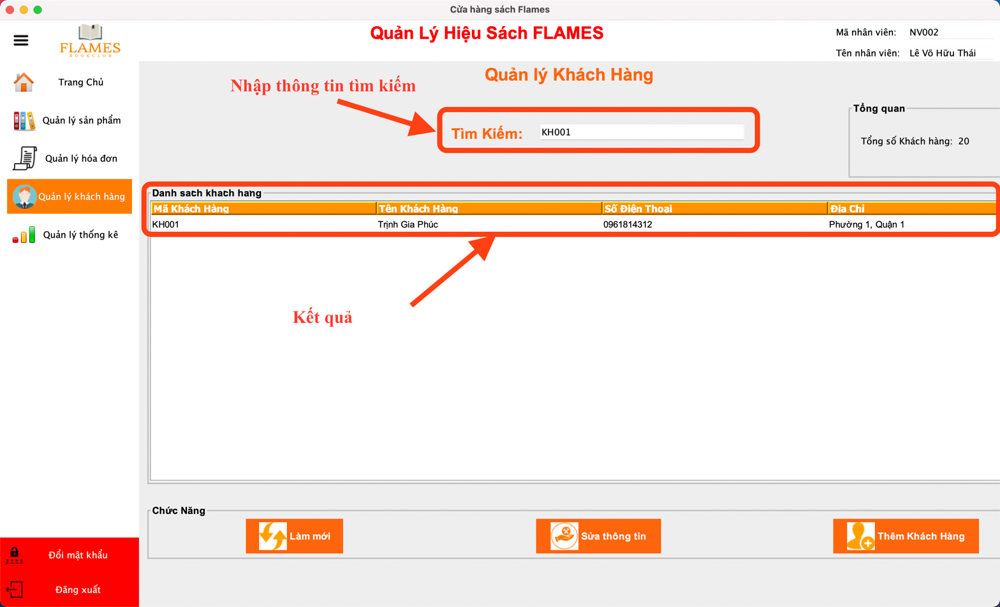 Cửa hàng sách Flames
FLAMES
BOOKCLUB
Quản Lý Hiệu Sách FLAMES
Mã nhân viên: NV002
Tên nhân viên: Lê Võ Hữu Thái
Trang Chủ
Quản lý sản phẩm
Quản lý hóa đơn
Quản lý khách hàng
Quản lý thống kê
Đổi mật khẩu
Đăng xuất
Quản lý Khách Hàng
Nhập thông tin tìm kiếm
Tìm Kiếm: KH001
Tổng quan
Tổng số Khách hàng: 20
Danh sach khach hang
Mã Khách Hàng Tên Khách Hàng Số Điện Thoại Địa Chỉ
KH001 Trịnh Gia Phúc 0961814312 Phường 1, Quận 1
Kết quả
Chức Năng
Làm mới Sửa thông tin Thêm Khách Hàng